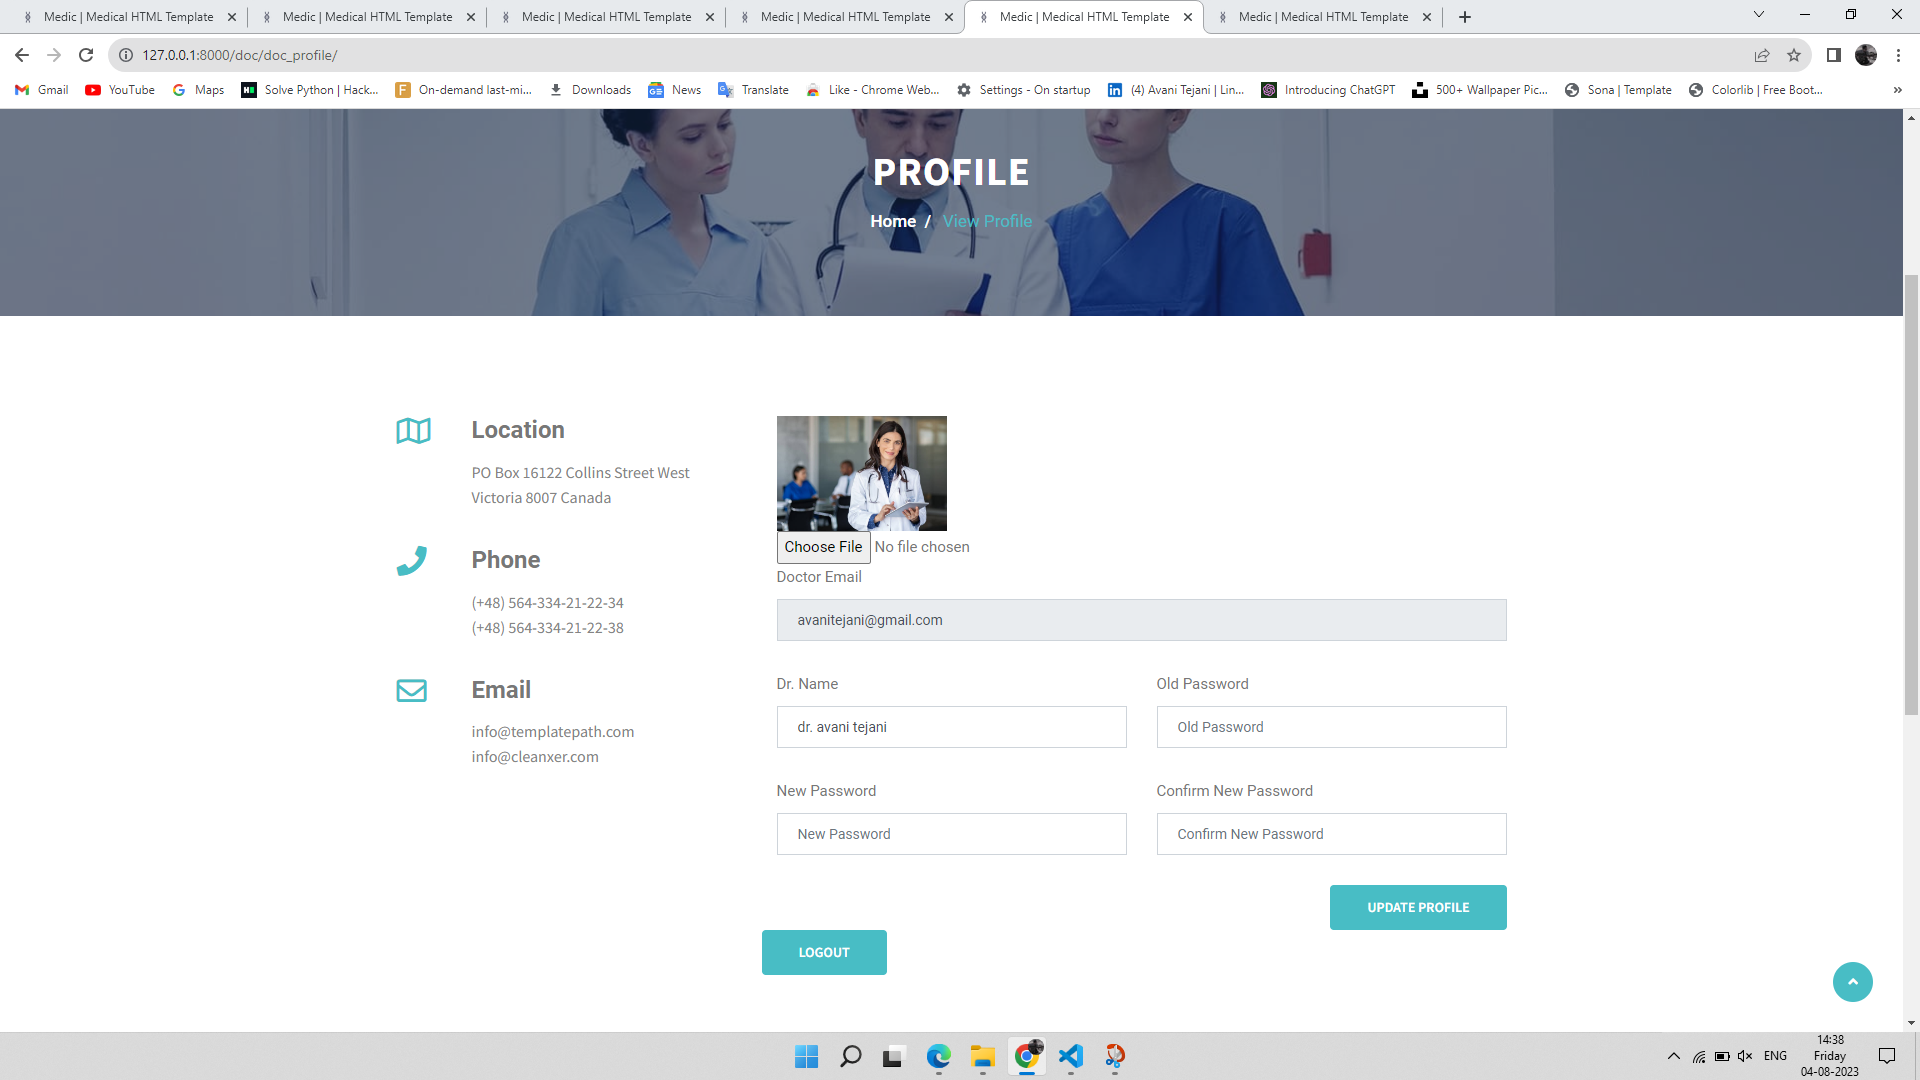 Medic | Medical HTML Template
Medic | Medical HTML Template
Medic | Medical HTML Template
Medic | Medical HTML Template
Medic | Medical HTML Template
Medic | Medical HTML Template
127.0.0.1:8000/doc/doc_profile/
Gmail
YouTube
Maps
Solve Python | Hack...
On-demand last-mi...
Downloads
News
Translate
Like - Chrome Web...
Settings - On startup
(4) Avani Tejani | Lin...
Introducing ChatGPT
500+ Wallpaper Pic...
Sona | Template
Colorlib | Free Boot...
PROFILE
Home / View Profile
Location
PO Box 16122 Collins Street West
Victoria 8007 Canada
Phone
(+48) 564-334-21-22-34
(+48) 564-334-21-22-38
Email
info@templatepath.com
info@cleanxer.com
Choose File No file chosen
Doctor Email
avanitejani@gmail.com
Dr. Name
dr. avani tejani
Old Password
Old Password
New Password
New Password
Confirm New Password
Confirm New Password
UPDATE PROFILE
LOGOUT
ENG
14:38
Friday
04-08-2023